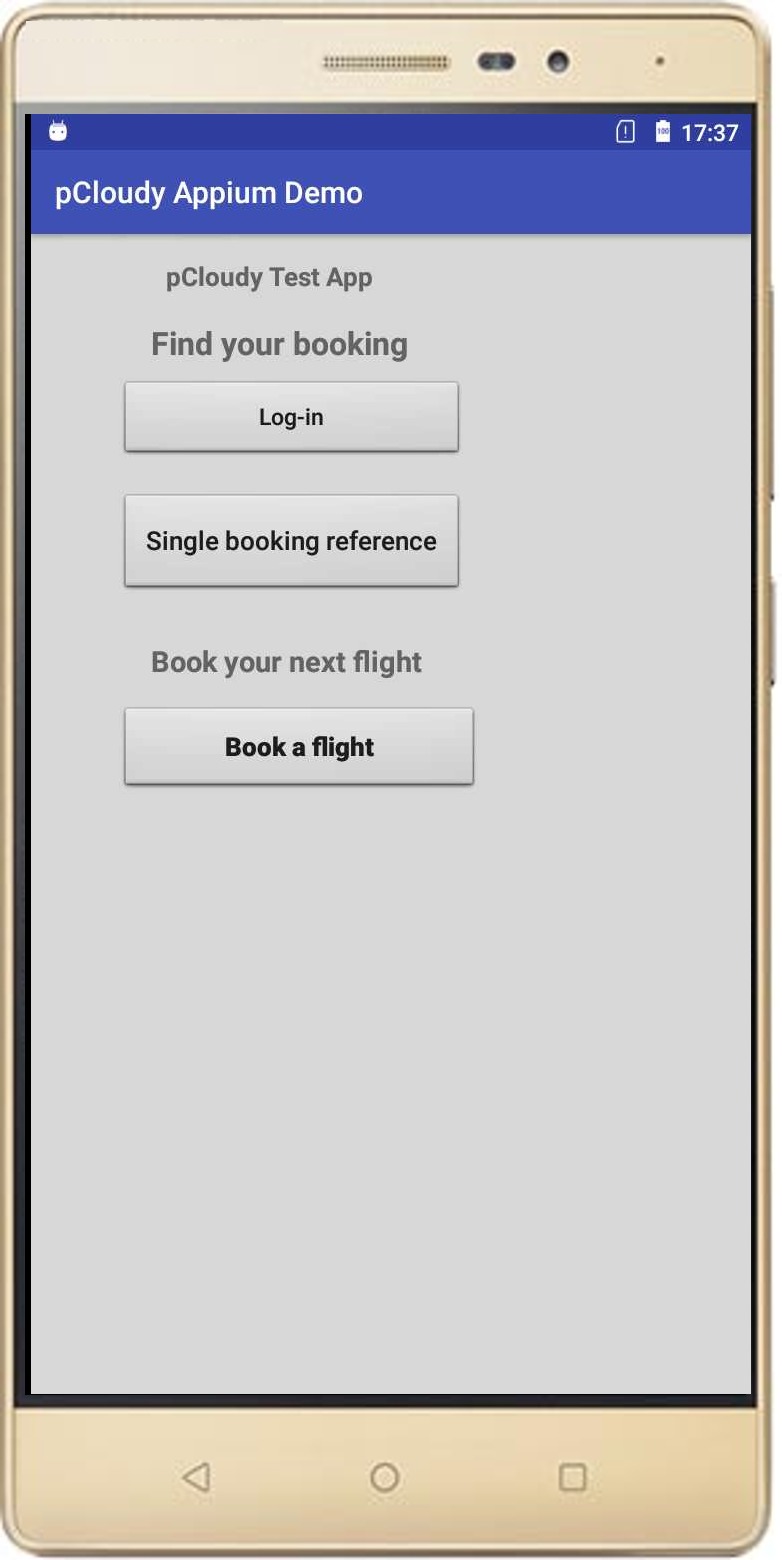 17:37
pCloudy Appium Demo
pCloudy Test App
Find your booking
Log-in
Single booking reference
Book your next flight
Book a flight